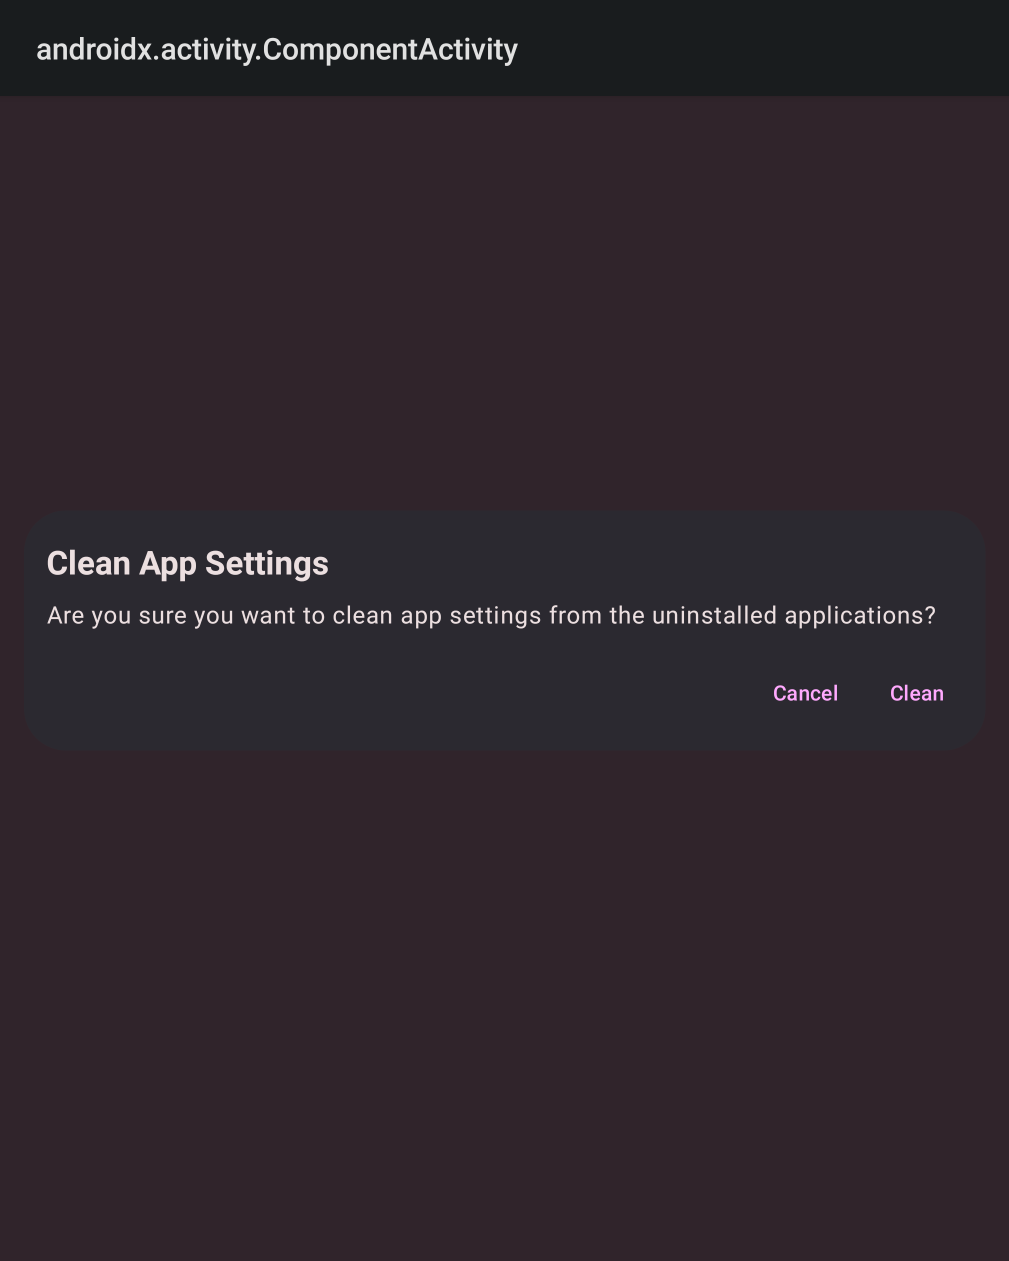 androidx.activity.ComponentActivity
Clean App Settings
Are you sure you want to clean app settings from the uninstalled applications?
Cancel
Clean